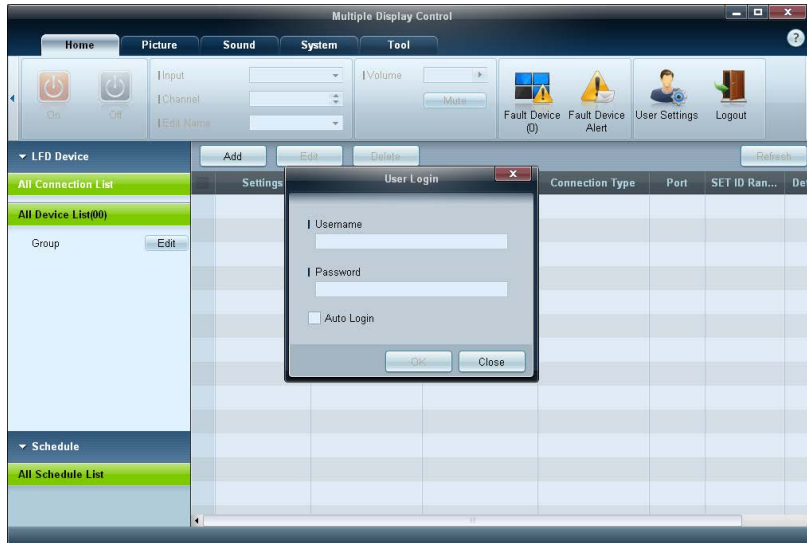 Multiple Display Control
Home Picture Sound System Tool
?
Input
Volume
Channel
Mute
On Off
Edit Name
Fault Device (0)
Fault Device Alert
User Settings
Logout
LFD Device
Add Edit Delete Refresh
All Connection List
Settings Connection Type Port SET ID Ran... De
All Device List(00)
Group Edit
User Login
Username
Password
Auto Login
OK Close
Schedule
All Schedule List